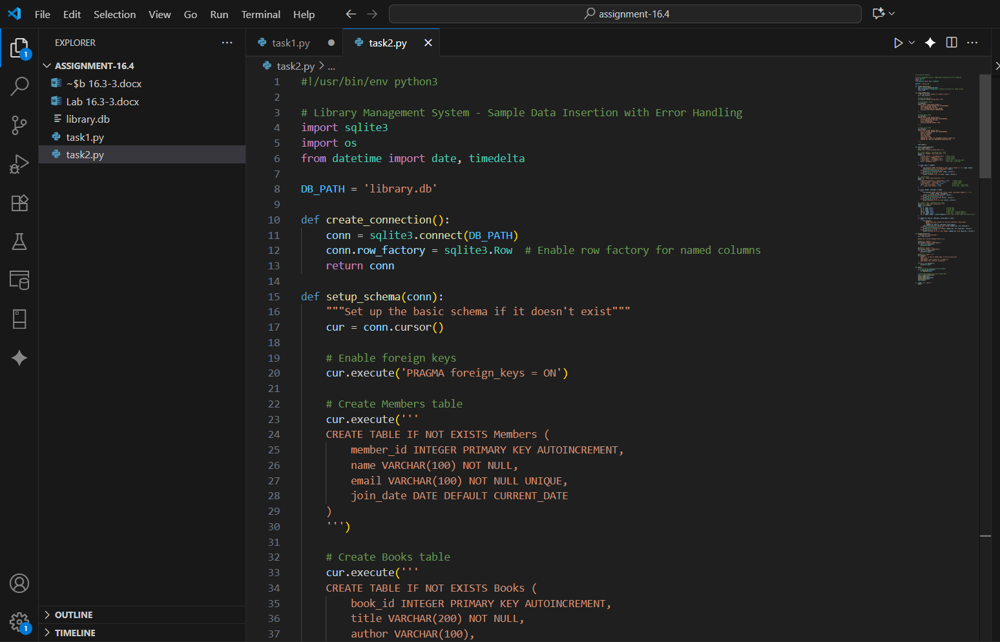 File Edit Selection View Go Run Terminal Help
assignment-16.4
EXPLORER
ASSIGNMENT-16.4
~$b 16.3-3.docx
Lab 16.3-3.docx
library.db
task1.py
task2.py
OUTLINE
TIMELINE
1
1
task1.py
task2.py
task2.py > ...
1 #!/usr/bin/env python3
2
3 # Library Management System - Sample Data Insertion with Error Handling
4 import sqlite3
5 import os
6 from datetime import date, timedelta
7
8 DB_PATH = 'library.db'
9
10 def create_connection():
11     conn = sqlite3.connect(DB_PATH)
12     conn.row_factory = sqlite3.Row  # Enable row factory for named columns
13     return conn
14
15 def setup_schema(conn):
16     """Set up the basic schema if it doesn't exist"""
17     cur = conn.cursor()
18
19     # Enable foreign keys
20     cur.execute('PRAGMA foreign_keys = ON')
21
22     # Create Members table
23     cur.execute('''
24     CREATE TABLE IF NOT EXISTS Members (
25         member_id INTEGER PRIMARY KEY AUTOINCREMENT,
26         name VARCHAR(100) NOT NULL,
27         email VARCHAR(100) NOT NULL UNIQUE,
28         join_date DATE DEFAULT CURRENT_DATE
29     )
30     ''')
31
32     # Create Books table
33     cur.execute('''
34     CREATE TABLE IF NOT EXISTS Books (
35         book_id INTEGER PRIMARY KEY AUTOINCREMENT,
36         title VARCHAR(200) NOT NULL,
37         author VARCHAR(100),